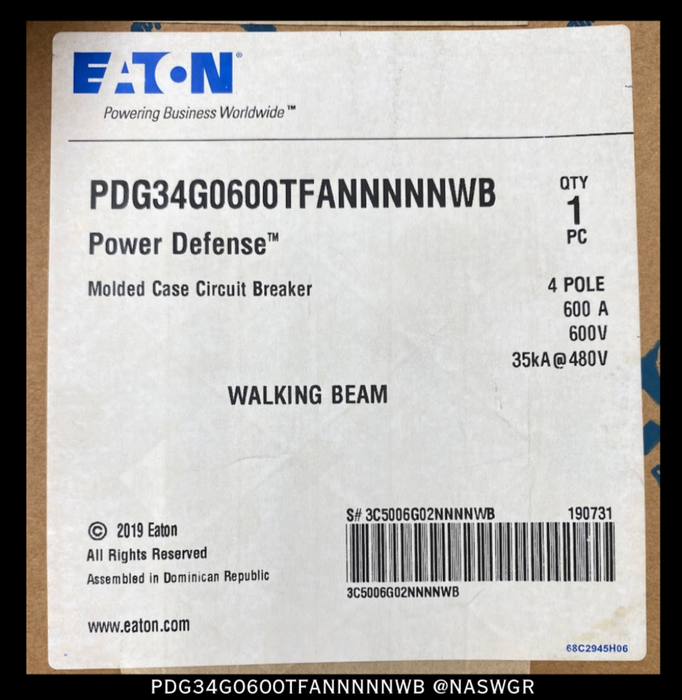 EATON®
Powering Business Worldwide™
PDG34G0600TFANNNNNWB
QTY
1
PC
Power Defense™
Molded Case Circuit Breaker
4 POLE
600 A
600V
35kA@480V
WALKING BEAM
© 2019 Eaton
All Rights Reserved
Assembled in Dominican Republic
www.eaton.com
S# 3C5006G02NNNNWB 190731
3C5006G02NNNNWB
68C2945H06
PDG34G0600TFANNNNNWB @NASWGR